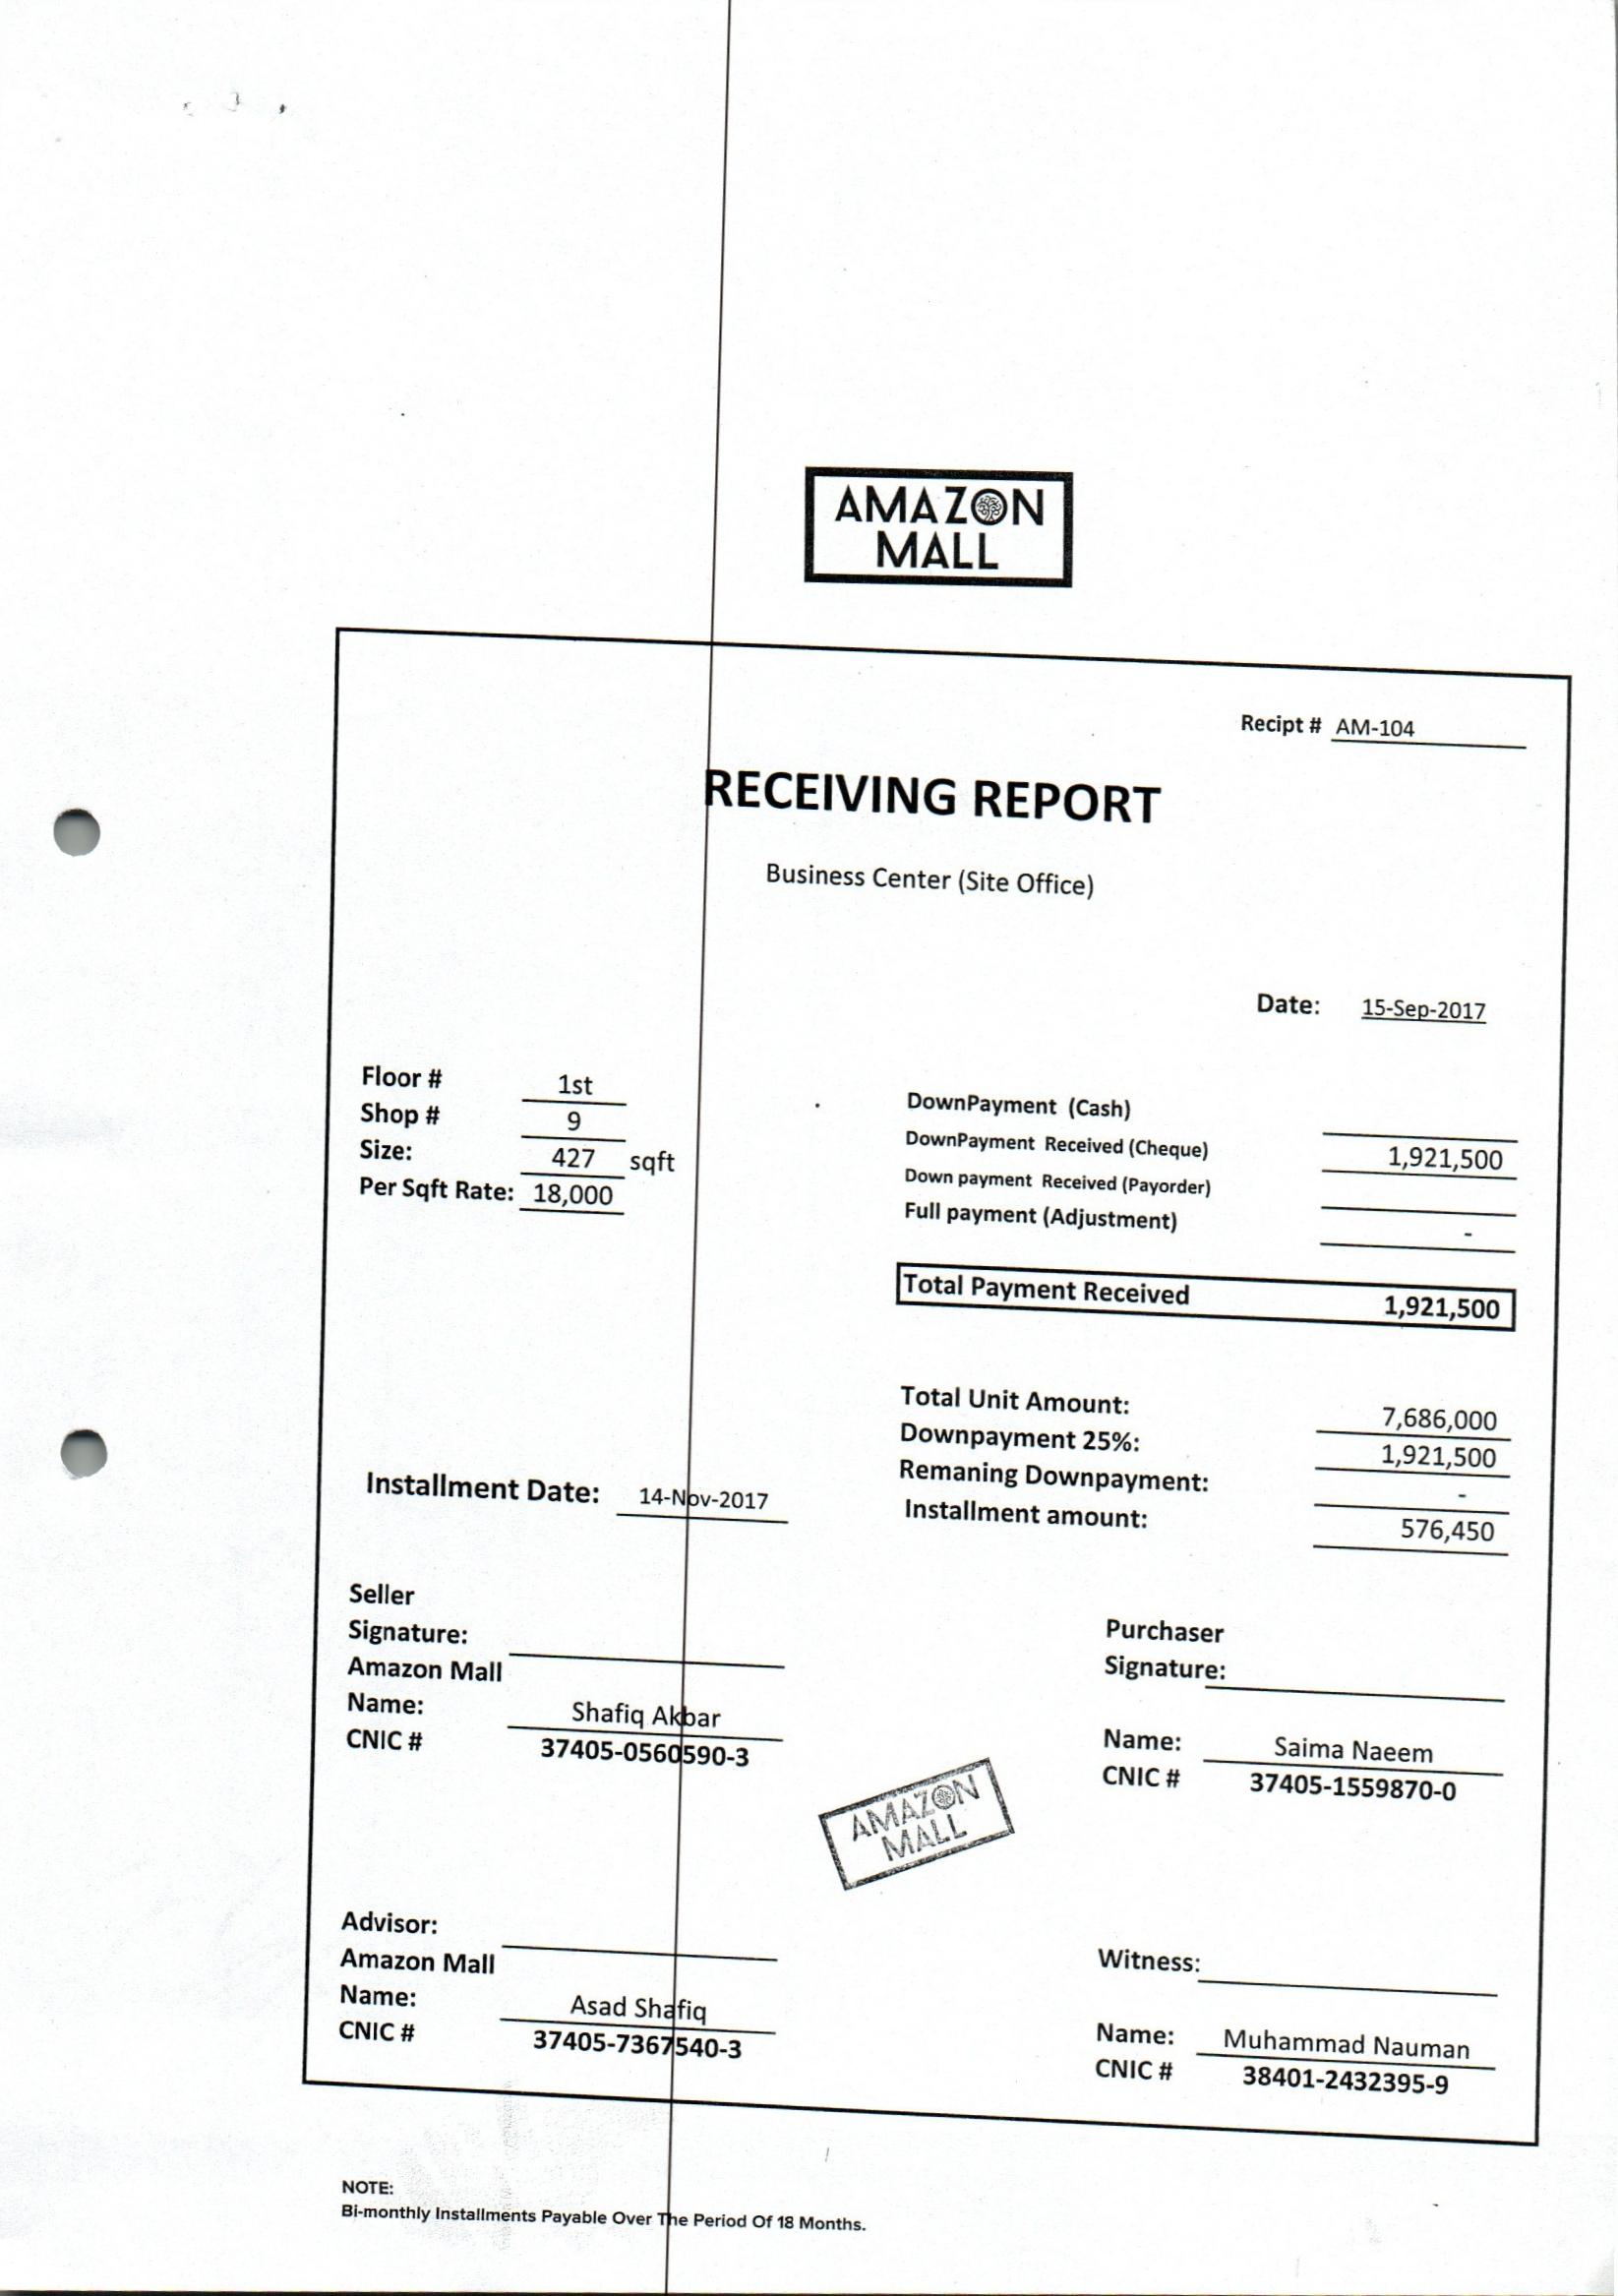 AMAZON
MALL
Recipt # AM-104
RECEIVING REPORT
Business Center (Site Office)
Date: 15-Sep-2017
Floor # 1st
Shop # 9
Size: 427 sqft
Per Sqft Rate: 18,000
DownPayment (Cash)
DownPayment Received (Cheque) 1,921,500
Down payment Received (Payorder)
Full payment (Adjustment) -
Total Payment Received 1,921,500
Total Unit Amount: 7,686,000
Downpayment 25%: 1,921,500
Remaning Downpayment: -
Installment amount: 576,450
Installment Date: 14-Nov-2017
Seller
Signature:
Amazon Mall
Name: Shafiq Akbar
CNIC # 37405-0560590-3
Purchaser
Signature:
Name: Saima Naeem
CNIC # 37405-1559870-0
AMAZON
MALL
Advisor:
Amazon Mall
Name: Asad Shafiq
CNIC # 37405-7367540-3
Witness:
Name: Muhammad Nauman
CNIC # 38401-2432395-9
NOTE:
Bi-monthly Installments Payable Over The Period Of 18 Months.